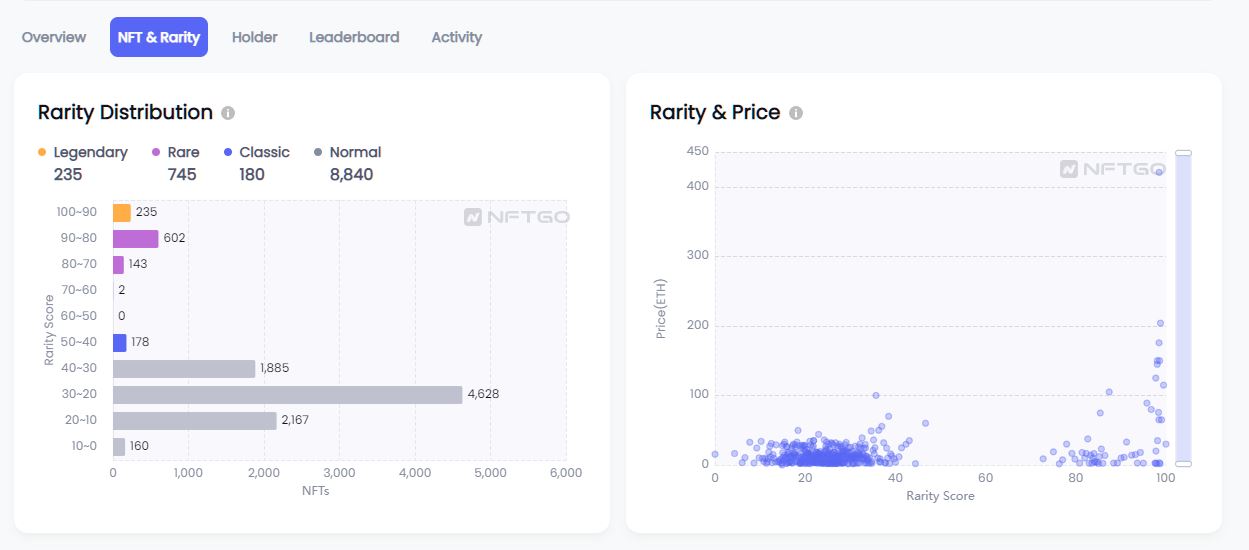 Overview NFT & Rarity Holder Leaderboard Activity
Rarity Distribution
Legendary Rare Classic Normal
235 745 180 8,840
NFTGO
Rarity Score
100~90 235
90~80 602
80~70 143
70~60 2
60~50 0
50~40 178
40~30 1,885
30~20 4,628
20~10 2,167
10~0 160
0 1,000 2,000 3,000 4,000 5,000 6,000
NFTs
Rarity & Price
NFTGO
Price(ETH)
450
400
300
200
100
0
0 20 40 60 80 100
Rarity Score